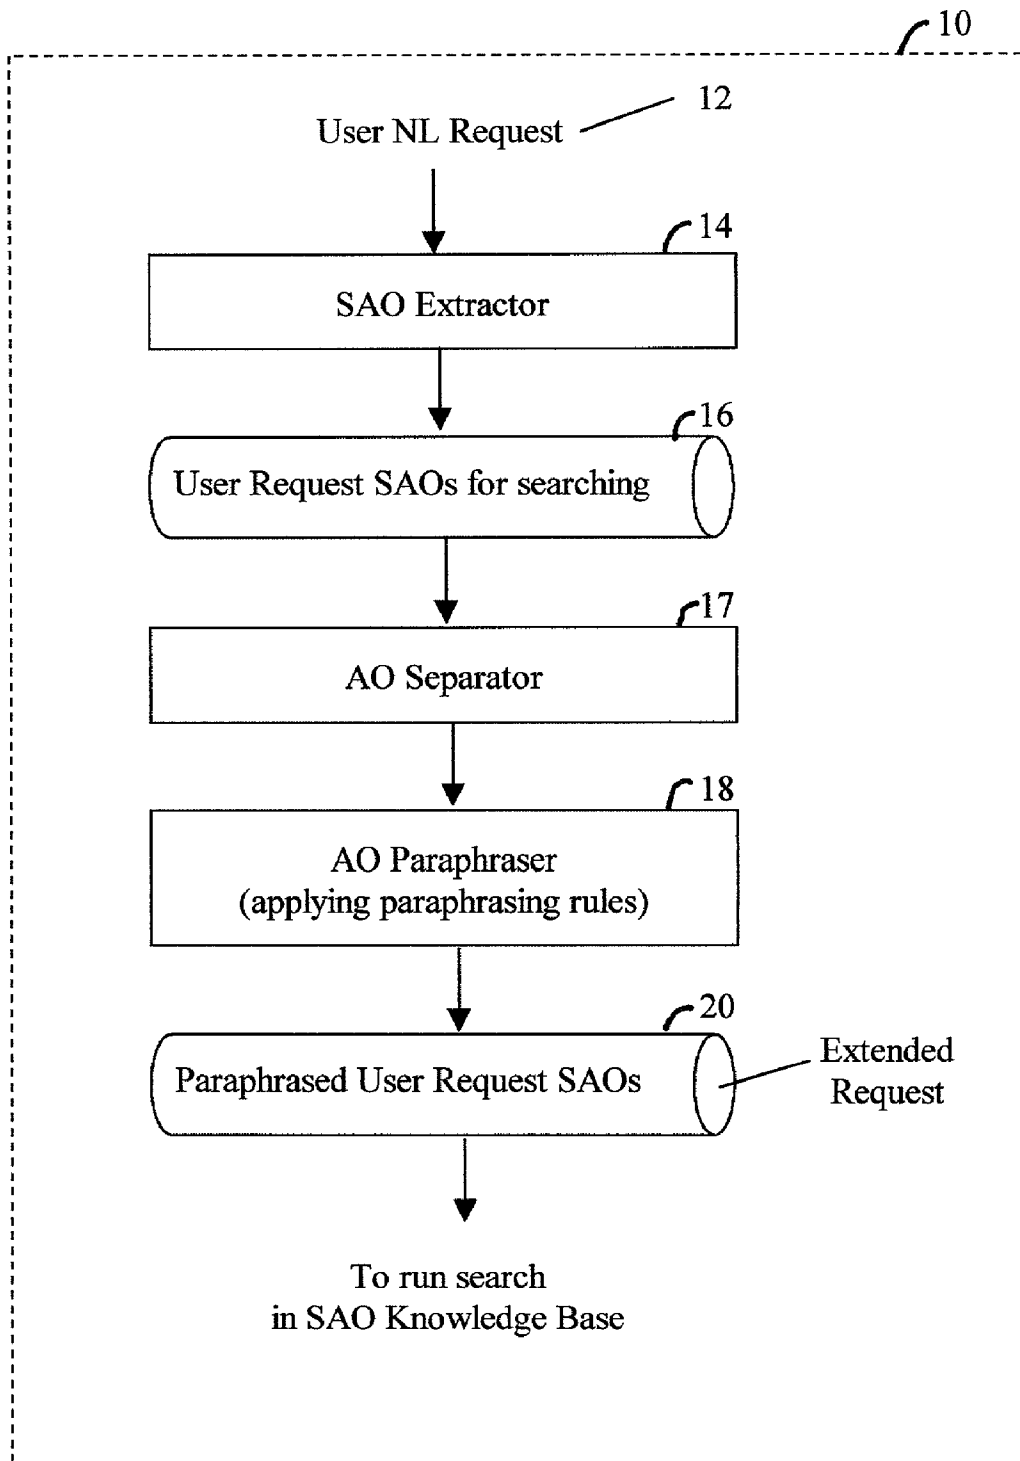 10
12
User NL Request
14
SAO Extractor
16
User Request SAOs for searching
17
AO Separator
18
AO Paraphraser
(applying paraphrasing rules)
20
Paraphrased User Request SAOs
Extended
Request
To run search
in SAO Knowledge Base